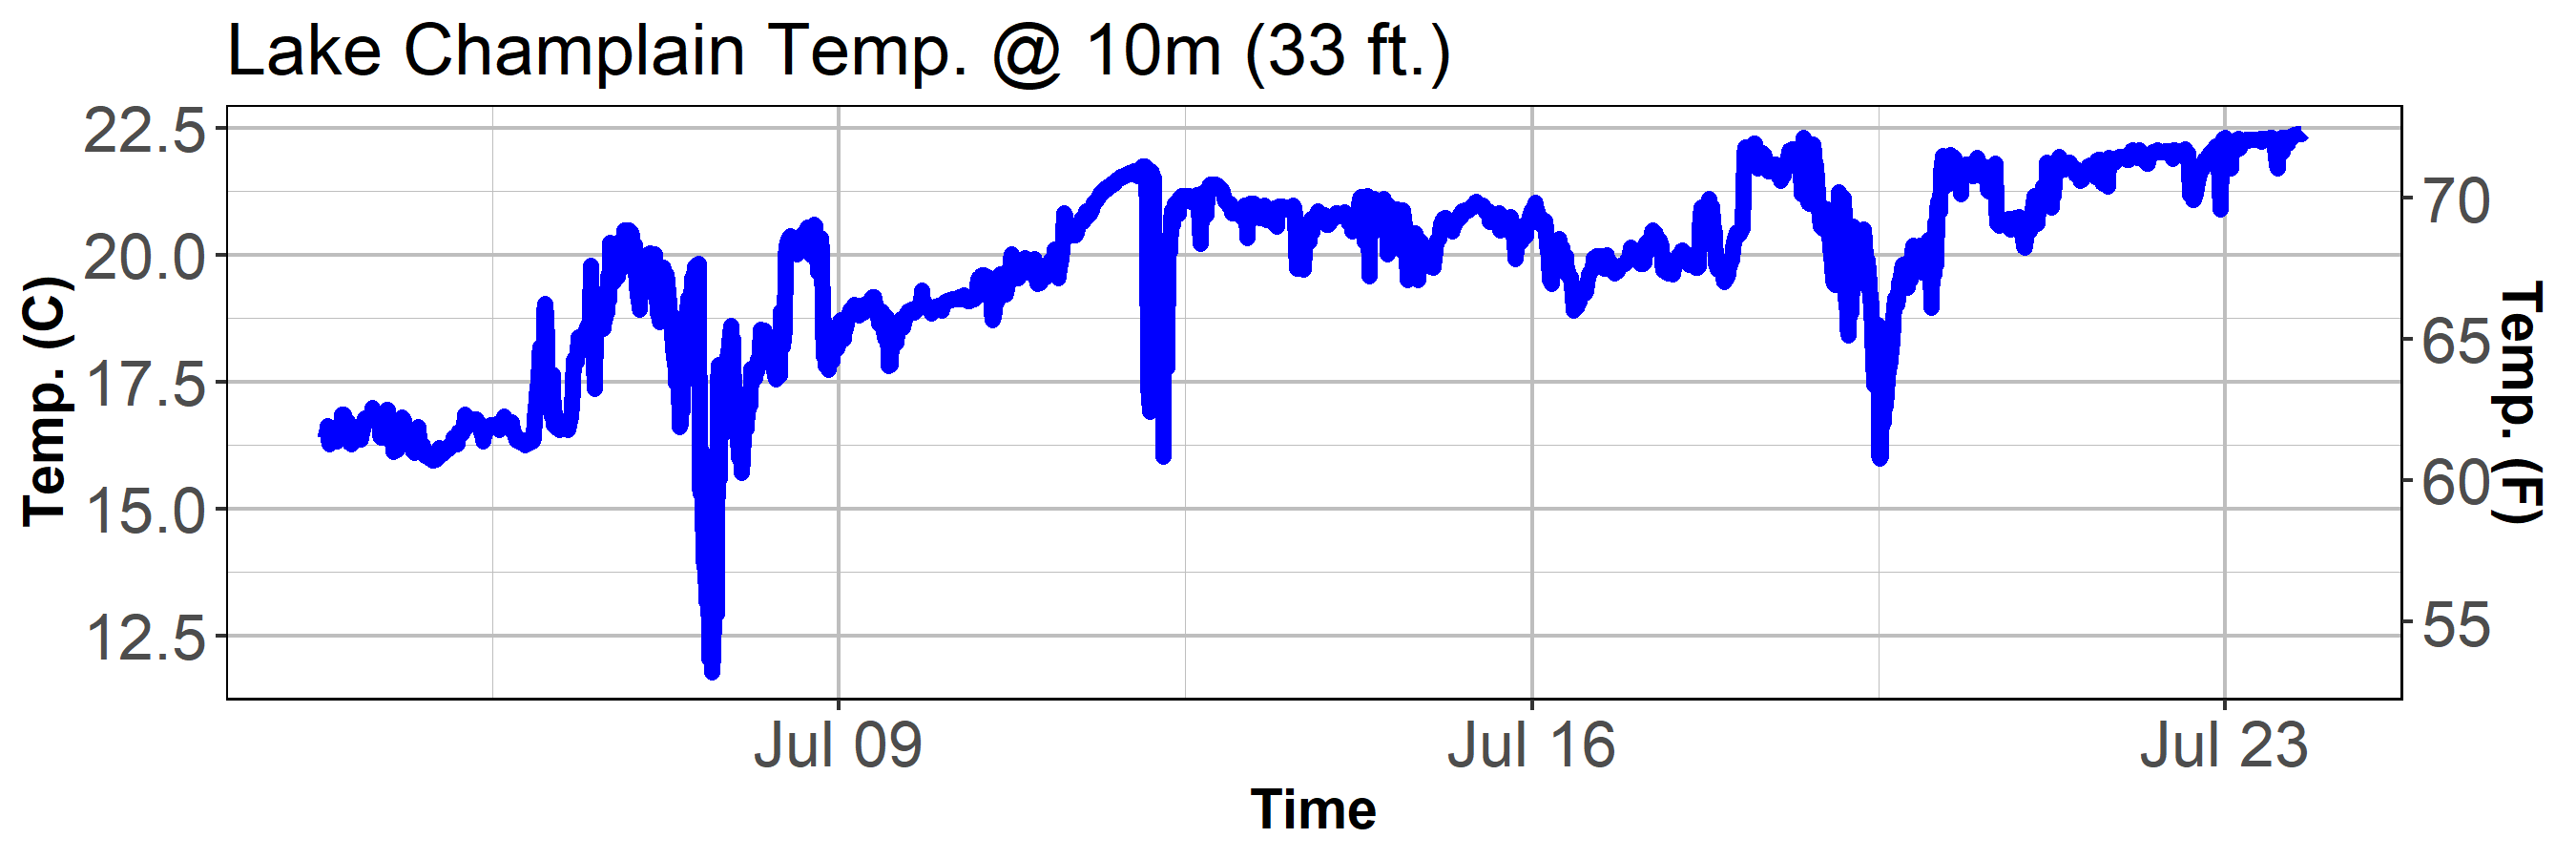 Lake Champlain Temp. @ 10m (33 ft.)
Temp. (C)
22.5
20.0
17.5
15.0
12.5
70
65
60
55
Temp. (F)
Jul 09 Jul 16 Jul 23
Time